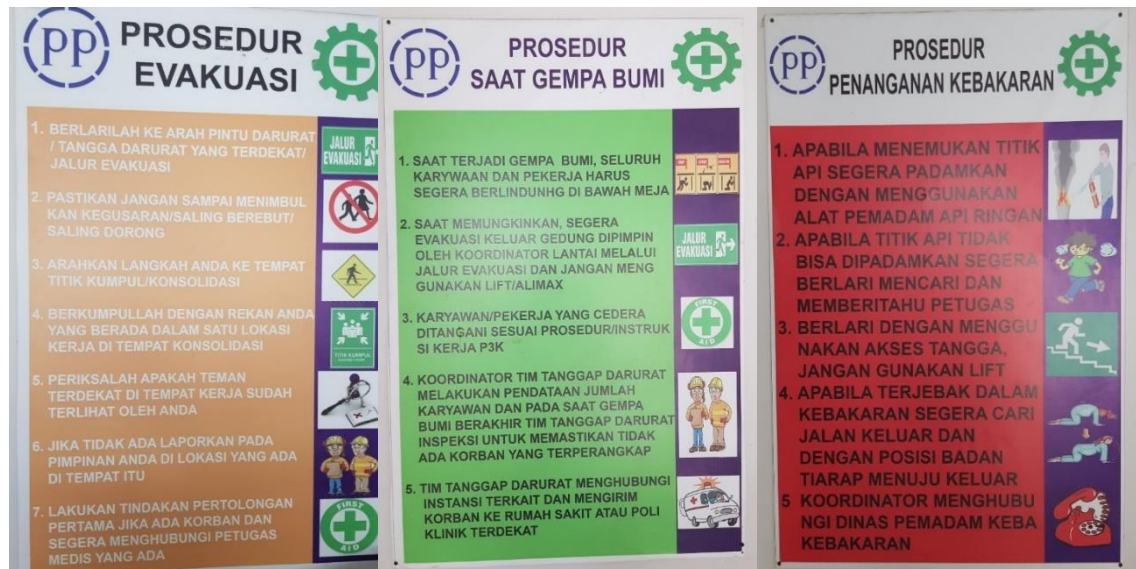 pp
PROSEDUR
EVAKUASI
1. BERLARILAH KE ARAH PINTU DARURAT
/ TANGGA DARURAT YANG TERDEKAT/
JALUR EVAKUASI
JALUR
EVAKUASI
2. PASTIKAN JANGAN SAMPAI MENIMBUL
KAN KEGUSARAN/SALING BEREBUT/
SALING DORONG
3. ARAHKAN LANGKAH ANDA KE TEMPAT
TITIK KUMPUL/KONSOLIDASI
4. BERKUMPULLAH DENGAN REKAN ANDA
YANG BERADA DALAM SATU LOKASI
KERJA DI TEMPAT KONSOLIDASI
TITIK KUMPUL
5. PERIKSALAH APAKAH TEMAN
TERDEKAT DI TEMPAT KERJA SUDAH
TERLIHAT OLEH ANDA
6. JIKA TIDAK ADA LAPORKAN PADA
PIMPINAN ANDA DI LOKASI YANG ADA
DI TEMPAT ITU
7. LAKUKAN TINDAKAN PERTOLONGAN
PERTAMA JIKA ADA KORBAN DAN
SEGERA MENGHUBUNGI PETUGAS
MEDIS YANG ADA
FIRST
AID
pp
PROSEDUR
SAAT GEMPA BUMI
1. SAAT TERJADI GEMPA BUMI, SELURUH
KARYWAAN DAN PEKERJA HARUS
SEGERA BERLINDUNHG DI BAWAH MEJA
2. SAAT MEMUNGKINKAN, SEGERA
EVAKUASI KELUAR GEDUNG DIPIMPIN
OLEH KOORDINATOR LANTAI MELALUI
JALUR EVAKUASI DAN JANGAN MENG
GUNAKAN LIFT/ALIMAX
JALUR
EVAKUASI
3. KARYAWAN/PEKERJA YANG CEDERA
DITANGANI SESUAI PROSEDUR/INSTRUK
SI KERJA P3K
FIRST
AID
4. KOORDINATOR TIM TANGGAP DARURAT
MELAKUKAN PENDATAAN JUMLAH
KARYAWAN DAN PADA SAAT GEMPA
BUMI BERAKHIR TIM TANGGAP DARURAT
INSPEKSI UNTUK MEMASTIKAN TIDAK
ADA KORBAN YANG TERPERANGKAP
5. TIM TANGGAP DARURAT MENGHUBUNGI
INSTANSI TERKAIT DAN MENGIRIM
KORBAN KE RUMAH SAKIT ATAU POLI
KLINIK TERDEKAT
pp
PROSEDUR
PENANGANAN KEBAKARAN
1. APABILA MENEMUKAN TITIK
API SEGERA PADAMKAN
DENGAN MENGGUNAKAN
ALAT PEMADAM API RINGAN
2. APABILA TITIK API TIDAK
BISA DIPADAMKAN SEGERA
BERLARI MENCARI DAN
MEMBERITAHU PETUGAS
3. BERLARI DENGAN MENGGU
NAKAN AKSES TANGGA,
JANGAN GUNAKAN LIFT
4. APABILA TERJEBAK DALAM
KEBAKARAN SEGERA CARI
JALAN KELUAR DAN
DENGAN POSISI BADAN
TIARAP MENUJU KELUAR
5 KOORDINATOR MENGHUBU
NGI DINAS PEMADAM KEBA
KEBAKARAN